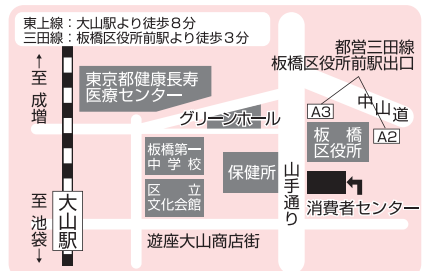 東上線：大山駅より徒歩８分
三田線：板橋区役所前駅より徒歩３分
都営三田線
板橋区役所前駅出口
←至 成増
東京都健康長寿
医療センター
グリーンホール
中山道
A3
A2
板橋
区役所
板橋第一
中学校
保健所
山手通り
区立
文化会館
消費者センター
大山駅
至 池袋→
遊座大山商店街